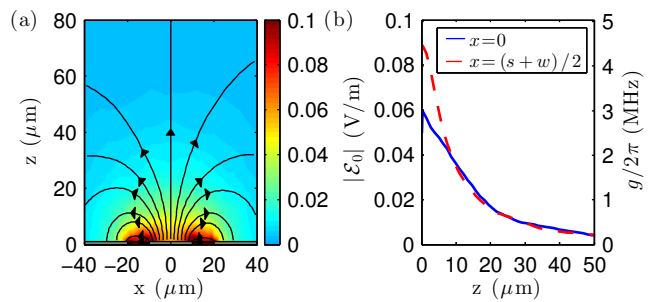 (a)
80
60
40
20
0
z (μm)
−40 −20 0 20 40
x (μm)
0.1
0.08
0.06
0.04
0.02
0
(b)
|ℰ₀| (V/m)
0.1
0.08
0.06
0.04
0.02
0
x=0
x=(s+w)/2
0 10 20 30 40 50
z (μm)
5
4
3
2
1
0
g/2π (MHz)